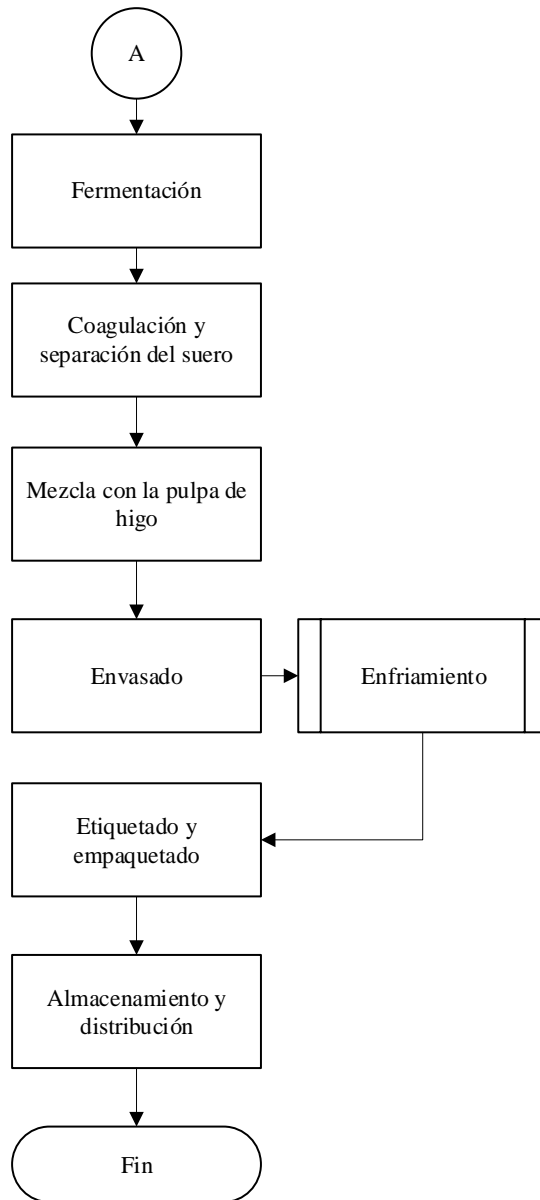 A
Fermentación
Coagulación y
separación del suero
Mezcla con la pulpa de
higo
Envasado
Enfriamiento
Etiquetado y
empaquetado
Almacenamiento y
distribución
Fin